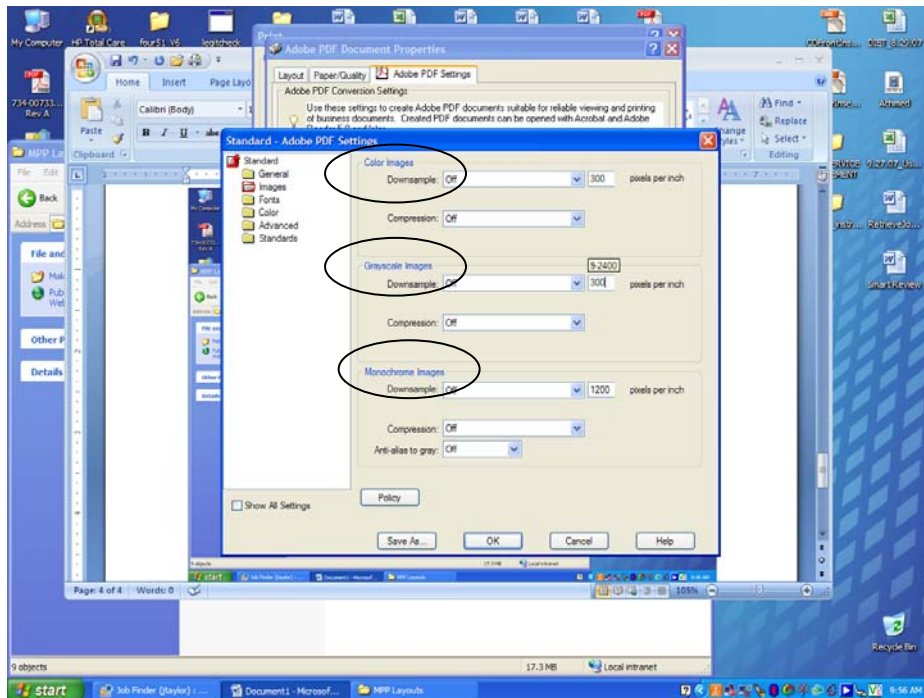 My Computer
HP Total Care
four51 V6
legitcheck
Print
Adobe PDF Document Properties
Home
Insert
Page Layo
Layout
Paper/Quality
Adobe PDF Settings
Adobe PDF Conversion Settings
Use these settings to create Adobe PDF documents suitable for reliable viewing and printing
of business documents. Created PDF documents can be opened with Acrobat and Adobe
734-00733...
Rev A
Paste
Clipboard
Calibri (Body)
B I U abe
Find
Replace
Select
Editing
Standard - Adobe PDF Settings
Standard
General
Images
Fonts
Color
Advanced
Standards
Show All Settings
Color Images
Downsample: Off 300 pixels per inch
Compression: Off
Grayscale Images
9-2400
Downsample: Off 300 pixels per inch
Compression: Off
Monochrome Images
Downsample: Off 1200 pixels per inch
Compression: Off
Anti-alias to gray: Off
Policy
Save As...
OK
Cancel
Help
MPP La
File Edit
Back
Address
File and
Mak
Pub
Web
Other P
Details
RetrieveJo...
Smart Review
Recycle Bin
Page: 4 of 4
Words: 0
105%
9 objects
17.3 MB
Local intranet
start
Job Finder (jtaylor) : ...
Document1 - Microsof...
MPP Layouts
9:56 AM